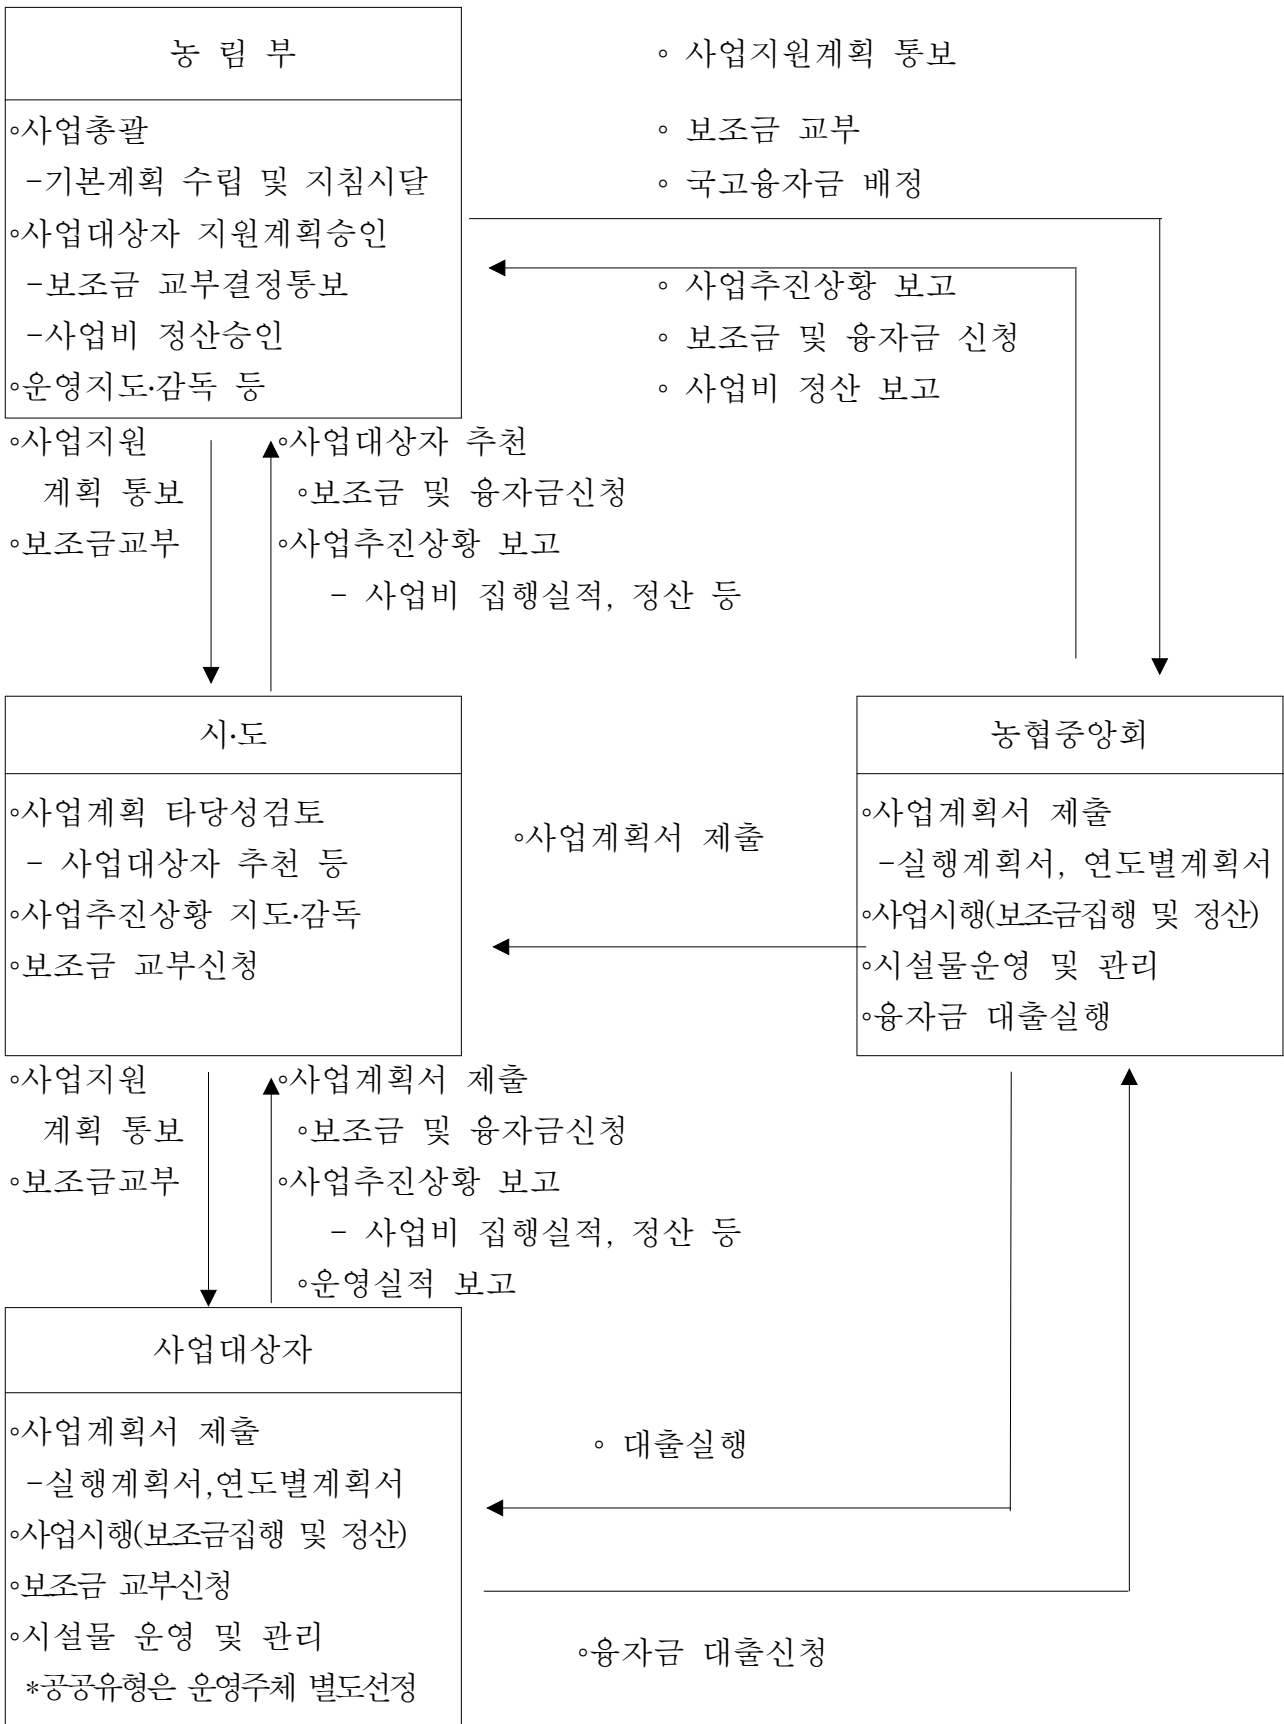 농 림 부
◦사업총괄
-기본계획 수립 및 지침시달
◦사업대상자 지원계획승인
-보조금 교부결정통보
-사업비 정산승인
◦운영지도·감독 등
◦ 사업지원계획 통보
◦ 보조금 교부
◦ 국고융자금 배정
◦ 사업추진상황 보고
◦ 보조금 및 융자금 신청
◦ 사업비 정산 보고
◦사업지원
계획 통보
◦보조금교부
◦사업대상자 추천
◦보조금 및 융자금신청
◦사업추진상황 보고
- 사업비 집행실적, 정산 등
시·도
◦사업계획 타당성검토
- 사업대상자 추천 등
◦사업추진상황 지도·감독
◦보조금 교부신청
◦사업계획서 제출
농협중앙회
◦사업계획서 제출
-실행계획서, 연도별계획서
◦사업시행(보조금집행 및 정산)
◦시설물운영 및 관리
◦융자금 대출실행
◦사업지원
계획 통보
◦보조금교부
◦사업계획서 제출
◦보조금 및 융자금신청
◦사업추진상황 보고
- 사업비 집행실적, 정산 등
◦운영실적 보고
사업대상자
◦사업계획서 제출
-실행계획서,연도별계획서
◦사업시행(보조금집행 및 정산)
◦보조금 교부신청
◦시설물 운영 및 관리
*공공유형은 운영주체 별도선정
◦ 대출실행
◦융자금 대출신청